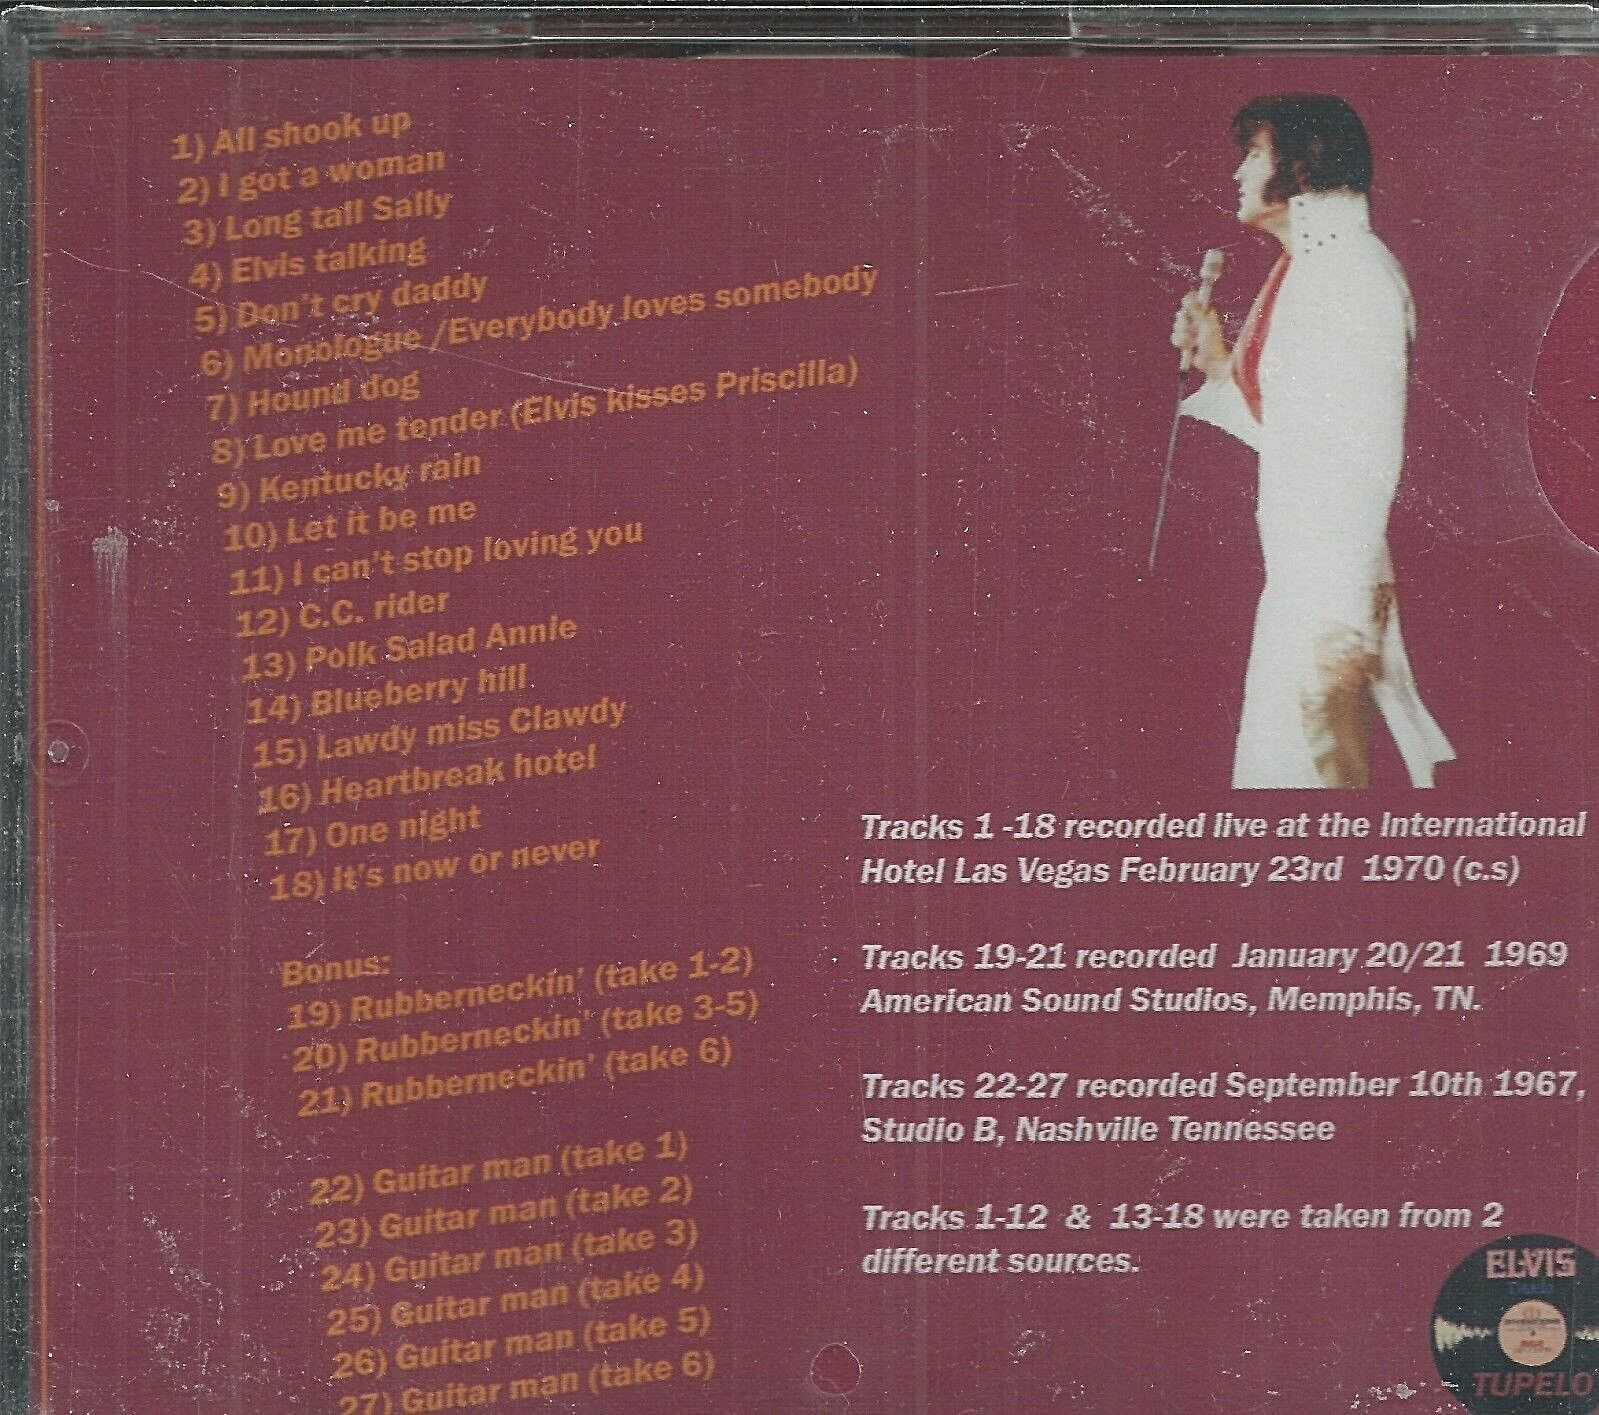 1) All shook up
2) I got a woman
3) Long tall Sally
4) Elvis talking
5) Don't cry daddy
6) Monologue /Everybody loves somebody
7) Hound dog
8) Love me tender (Elvis kisses Priscilla)
9) Kentucky rain
10) Let it be me
11) I can't stop loving you
12) C.C. rider
13) Polk Salad Annie
14) Blueberry hill
15) Lawdy miss Clawdy
16) Heartbreak hotel
17) One night
18) It's now or never
Bonus:
19) Rubberneckin' (take 1-2)
20) Rubberneckin' (take 3-5)
21) Rubberneckin' (take 6)
22) Guitar man (take 1)
23) Guitar man (take 2)
24) Guitar man (take 3)
25) Guitar man (take 4)
26) Guitar man (take 5)
27) Guitar man (take 6)
Tracks 1 -18 recorded live at the International
Hotel Las Vegas February 23rd 1970 (c.s)
Tracks 19-21 recorded January 20/21 1969
American Sound Studios, Memphis, TN.
Tracks 22-27 recorded September 10th 1967,
Studio B, Nashville Tennessee
Tracks 1-12 & 13-18 were taken from 2
different sources.
ELVIS
TUPELO